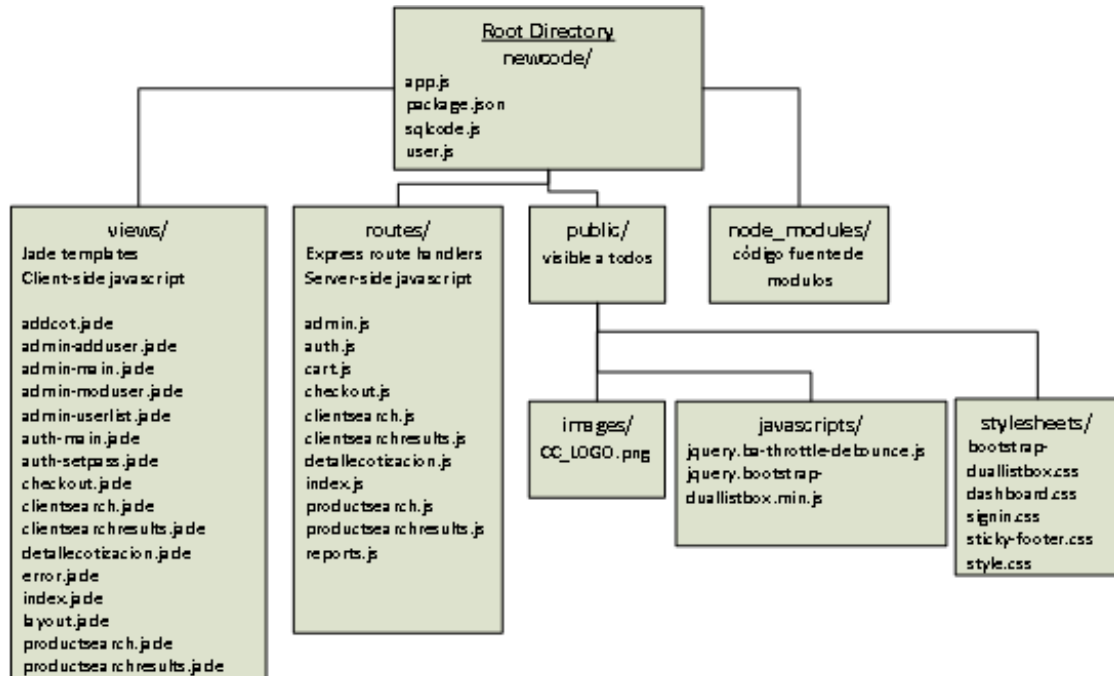 Root Directory
newcode/
app.js
package.json
sqlcode.js
user.js
views/
Jade templates
Client-side javascript
addcot.jade
admin-adduser.jade
admin-main.jade
admin-moduser.jade
admin-userlist.jade
auth-main.jade
auth-setpass.jade
checkout.jade
clientsearch.jade
clientsearchresults.jade
detallecotizacion.jade
error.jade
index.jade
layout.jade
productsearch.jade
productsearchresults.jade
routes/
Express route handlers
Server-side javascript
admin.js
auth.js
cart.js
checkout.js
clientsearch.js
clientsearchresults.js
detallecotizacion.js
index.js
productsearch.js
productsearchresults.js
reports.js
public/
visible a todos
node_modules/
código fuente de
modulos
images/
CC_LOGO.png
javascripts/
jquery.ba-throttle-debounce.js
jquery.bootstrap-
duallistbox.min.js
stylesheets/
bootstrap-
duallistbox.css
dashboard.css
signin.css
sticky-footer.css
style.css